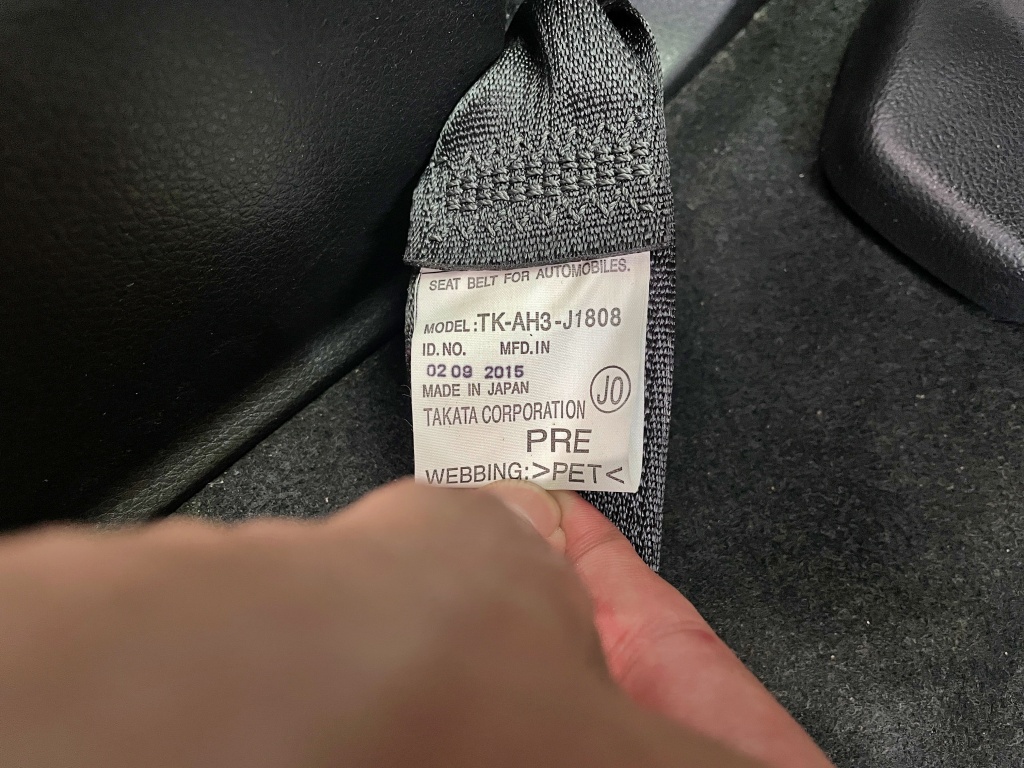 SEAT BELT FOR AUTOMOBILES.
MODEL:TK-AH3-J1808
ID.NO. MFD.IN
02 09 2015
MADE IN JAPAN
JO
TAKATA CORPORATION
PRE
WEBBING:>PET<